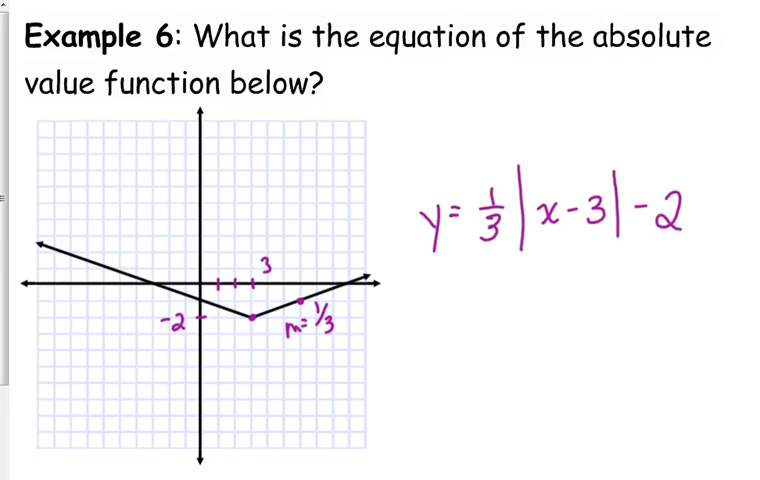 Example 6: What is the equation of the absolute
value function below?
y = 1/3 |x - 3| - 2
3
-2
m = 1/3